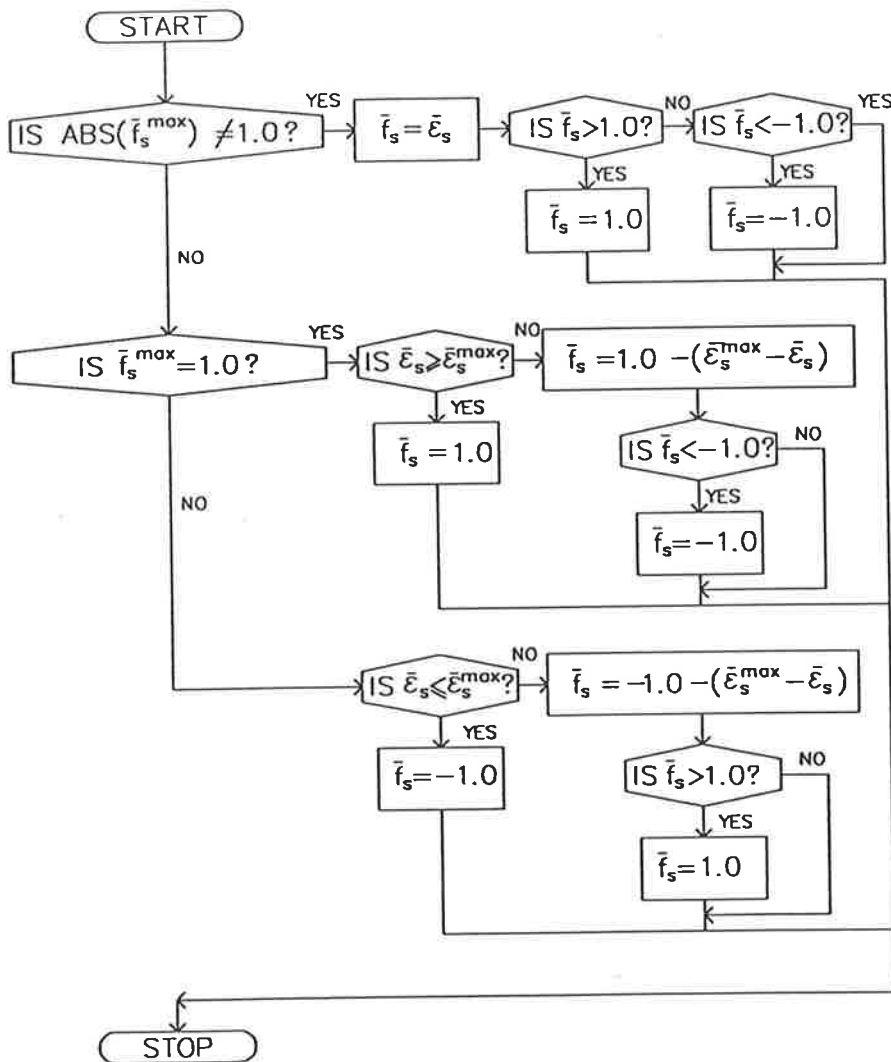 START
IS ABS(f̄ₛᵐᵃˣ) ≠1.0?
YES
f̄ₛ = ε̄ₛ
IS f̄ₛ>1.0?
NO
IS f̄ₛ<−1.0?
YES
YES
f̄ₛ = 1.0
YES
f̄ₛ=−1.0
NO
IS f̄ₛᵐᵃˣ=1.0?
YES
IS ε̄ₛ⩾ε̄ₛᵐᵃˣ?
NO
f̄ₛ =1.0 −(ε̄ₛᵐᵃˣ−ε̄ₛ)
YES
f̄ₛ = 1.0
IS f̄ₛ<−1.0?
NO
YES
f̄ₛ=−1.0
NO
IS ε̄ₛ⩽ε̄ₛᵐᵃˣ?
NO
f̄ₛ = −1.0 −(ε̄ₛᵐᵃˣ−ε̄ₛ)
YES
f̄ₛ=−1.0
IS f̄ₛ>1.0?
NO
YES
f̄ₛ=1.0
STOP